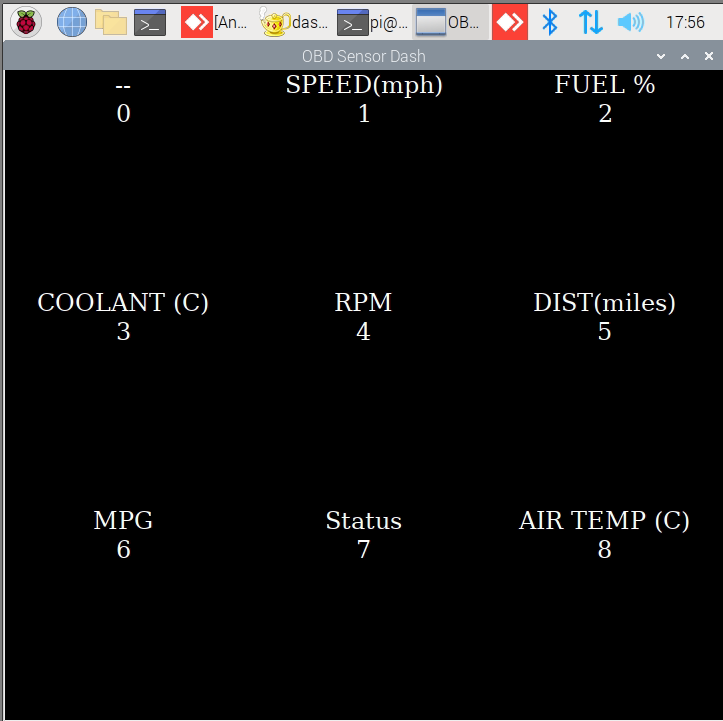 [An... das... pi@... OB... 17:56
OBD Sensor Dash
-- SPEED(mph) FUEL %
0 1 2
COOLANT (C) RPM DIST(miles)
3 4 5
MPG Status AIR TEMP (C)
6 7 8